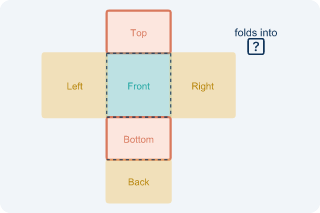 Top
folds into
?
Left
Front
Right
Bottom
Back